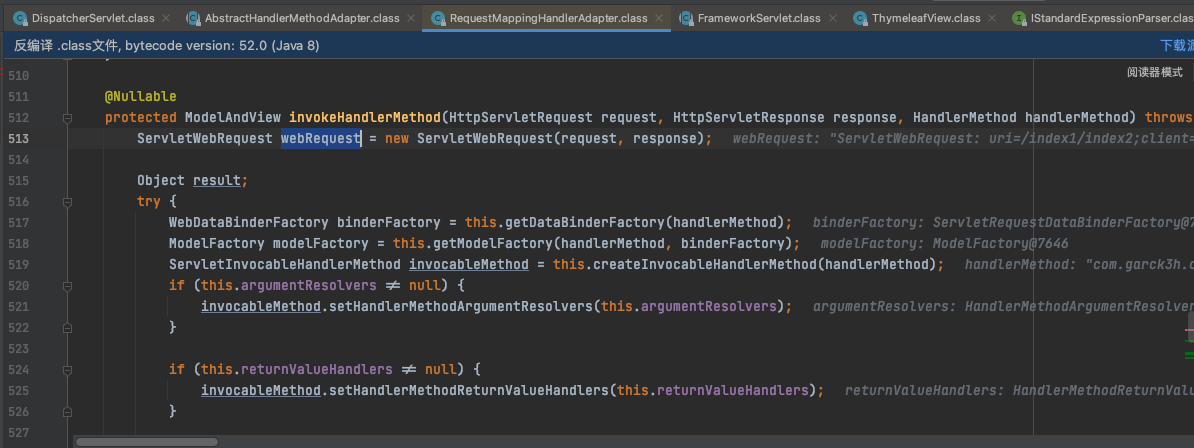 DispatcherServlet.class × AbstractHandlerMethodAdapter.class × RequestMappingHandlerAdapter.class × FrameworkServlet.class × ThymeleafView.class × IStandardExpressionParser.clas
反编译 .class文件, bytecode version: 52.0 (Java 8) 下载源
阅读器模式
510
511 @Nullable
512 protected ModelAndView invokeHandlerMethod(HttpServletRequest request, HttpServletResponse response, HandlerMethod handlerMethod) throws
513 ServletWebRequest webRequest = new ServletWebRequest(request, response); webRequest: "ServletWebRequest: uri=/index1/index2;client=
514
515 Object result;
516 try {
517 WebDataBinderFactory binderFactory = this.getDataBinderFactory(handlerMethod); binderFactory: ServletRequestDataBinderFactory@7
518 ModelFactory modelFactory = this.getModelFactory(handlerMethod, binderFactory); modelFactory: ModelFactory@7646
519 ServletInvocableHandlerMethod invocableMethod = this.createInvocableHandlerMethod(handlerMethod); handlerMethod: "com.garck3h.c
520 if (this.argumentResolvers ≠ null) {
521 invocableMethod.setHandlerMethodArgumentResolvers(this.argumentResolvers); argumentResolvers: HandlerMethodArgumentResolver
522 }
523
524 if (this.returnValueHandlers ≠ null) {
525 invocableMethod.setHandlerMethodReturnValueHandlers(this.returnValueHandlers); returnValueHandlers: HandlerMethodReturnValu
526 }
527